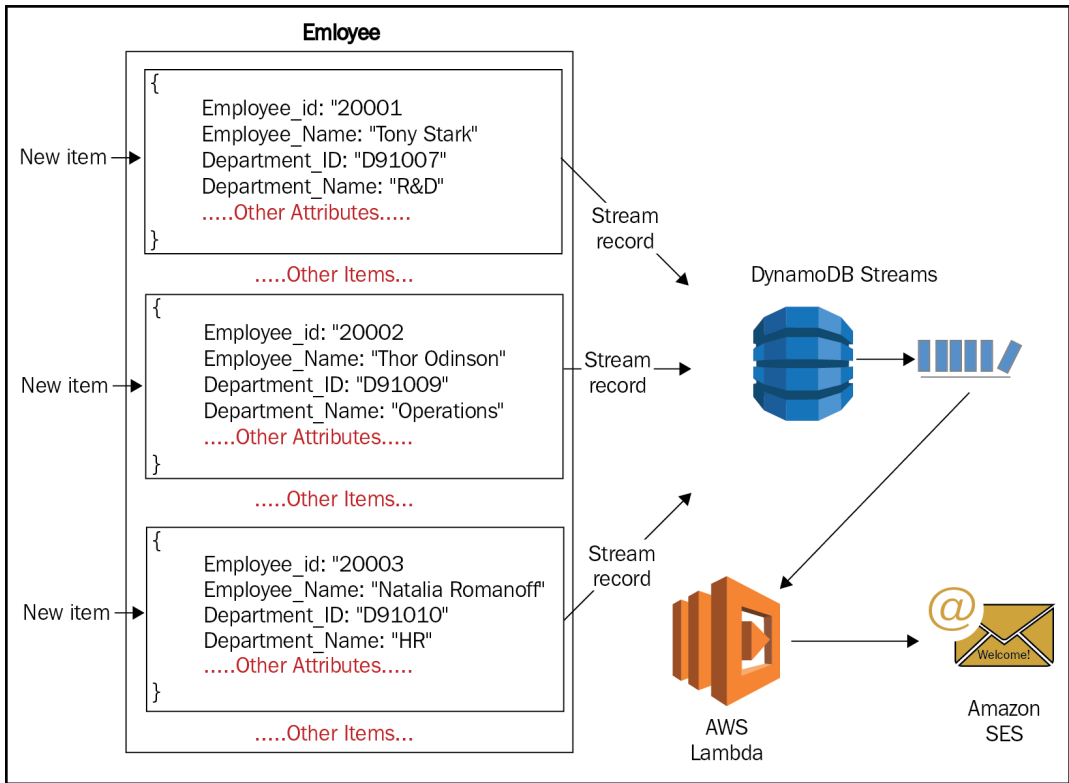 Emloyee
New item
{
Employee_id: "20001
Employee_Name: "Tony Stark"
Department_ID: "D91007"
Department_Name: "R&D"
.....Other Attributes.....
}
.....Other Items...
New item
{
Employee_id: "20002
Employee_Name: "Thor Odinson"
Department_ID: "D91009"
Department_Name: "Operations"
.....Other Attributes.....
}
.....Other Items...
New item
{
Employee_id: "20003
Employee_Name: "Natalia Romanoff"
Department_ID: "D91010"
Department_Name: "HR"
.....Other Attributes.....
}
.....Other Items...
Stream
record
Stream
record
Stream
record
DynamoDB Streams
AWS
Lambda
@
Welcome!
Amazon
SES